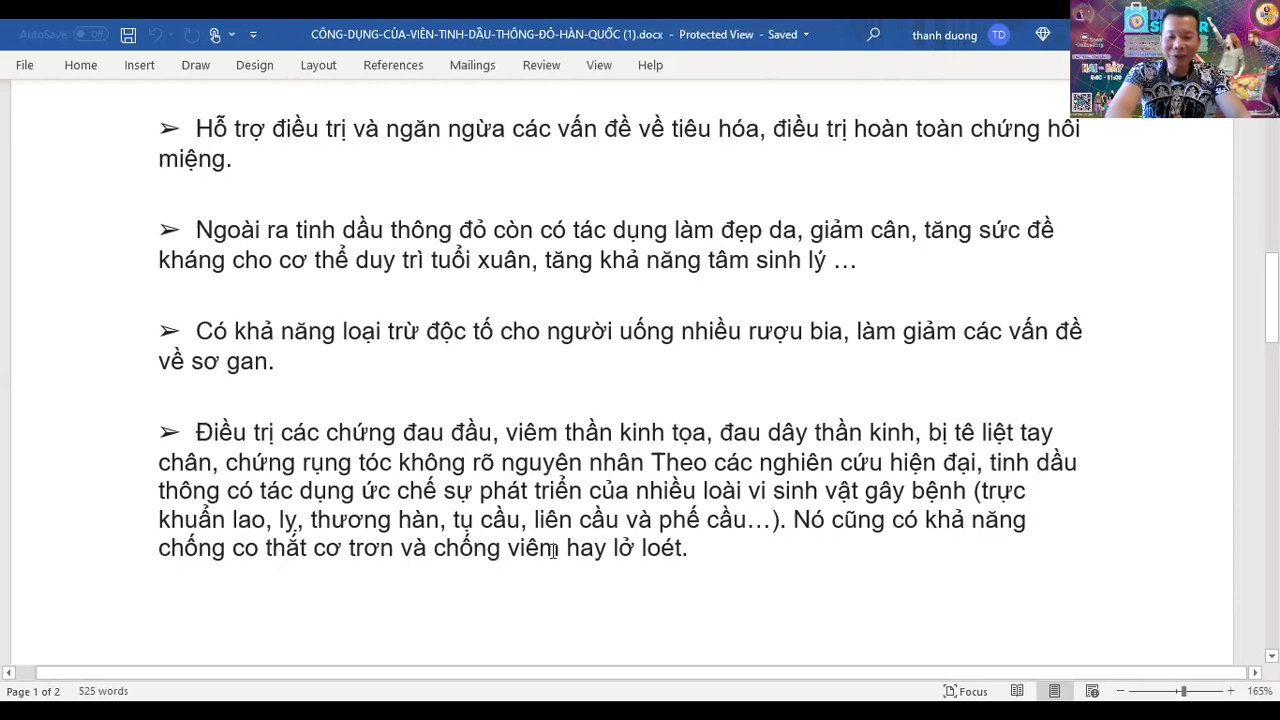 AutoSave Off
CÔNG-DỤNG-CỦA-VIÊN-TINH-DẦU-THÔNG-ĐỎ-HÀN-QUỐC (1).docx - Protected View - Saved
thanh duong TD
File Home Insert Draw Design Layout References Mailings Review View Help
➢ Hỗ trợ điều trị và ngăn ngừa các vấn đề về tiêu hóa, điều trị hoàn toàn chứng hôi
miệng.
➢ Ngoài ra tinh dầu thông đỏ còn có tác dụng làm đẹp da, giảm cân, tăng sức đề
kháng cho cơ thể duy trì tuổi xuân, tăng khả năng tâm sinh lý …
➢ Có khả năng loại trừ độc tố cho người uống nhiều rượu bia, làm giảm các vấn đề
về sơ gan.
➢ Điều trị các chứng đau đầu, viêm thần kinh tọa, đau dây thần kinh, bị tê liệt tay
chân, chứng rụng tóc không rõ nguyên nhân Theo các nghiên cứu hiện đại, tinh dầu
thông có tác dụng ức chế sự phát triển của nhiều loài vi sinh vật gây bệnh (trực
khuẩn lao, lỵ, thương hàn, tụ cầu, liên cầu và phế cầu…). Nó cũng có khả năng
chống co thắt cơ trơn và chống viêm hay lở loét.
Page 1 of 2 525 words Focus 165%